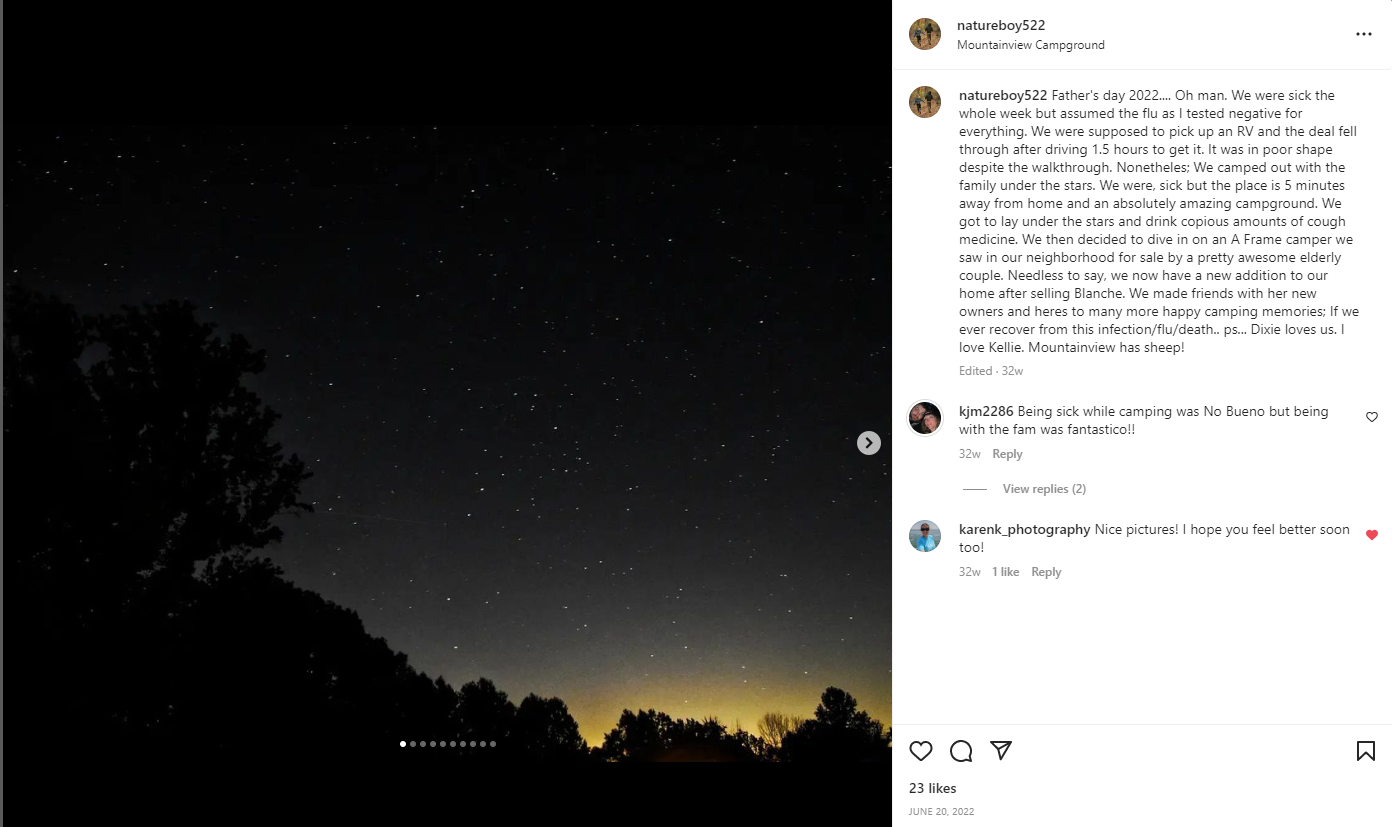 natureboy522
Mountainview Campground
natureboy522 Father's day 2022.... Oh man. We were sick the
whole week but assumed the flu as I tested negative for
everything. We were supposed to pick up an RV and the deal fell
through after driving 1.5 hours to get it. It was in poor shape
despite the walkthrough. Nonetheles; We camped out with the
family under the stars. We were, sick but the place is 5 minutes
away from home and an absolutely amazing campground. We
got to lay under the stars and drink copious amounts of cough
medicine. We then decided to dive in on an A Frame camper we
saw in our neighborhood for sale by a pretty awesome elderly
couple. Needless to say, we now have a new addition to our
home after selling Blanche. We made friends with her new
owners and heres to many more happy camping memories; If we
ever recover from this infection/flu/death.. ps... Dixie loves us. I
love Kellie. Mountainview has sheep!
Edited · 32w
kjm2286 Being sick while camping was No Bueno but being
with the fam was fantastico!!
32w Reply
View replies (2)
karenk_photography Nice pictures! I hope you feel better soon
too!
32w 1 like Reply
23 likes
JUNE 20, 2022